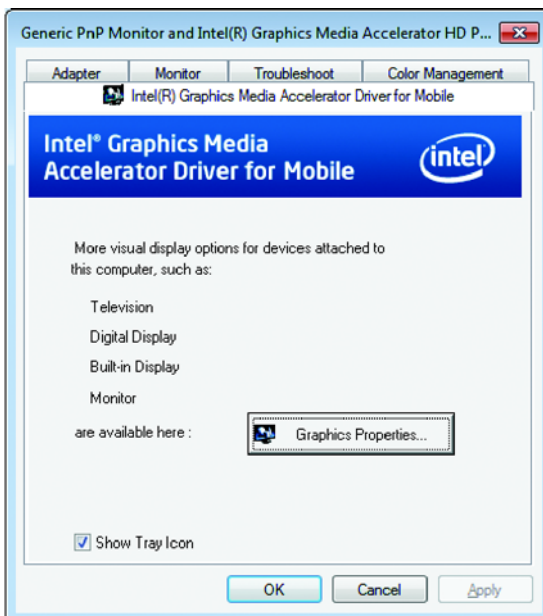 Generic PnP Monitor and Intel(R) Graphics Media Accelerator HD P...
Adapter
Monitor
Troubleshoot
Color Management
Intel(R) Graphics Media Accelerator Driver for Mobile
Intel® Graphics Media
Accelerator Driver for Mobile
intel
More visual display options for devices attached to
this computer, such as:
Television
Digital Display
Built-in Display
Monitor
are available here :
Graphics Properties...
Show Tray Icon
OK
Cancel
Apply